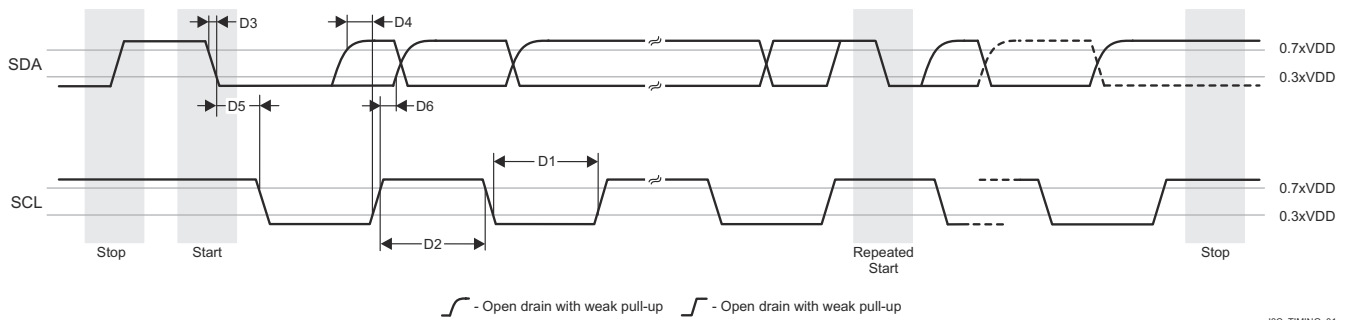 D3
D4
SDA
0.7xVDD
0.3xVDD
D5
D6
D1
SCL
0.7xVDD
0.3xVDD
D2
Stop
Start
Repeated
Start
Stop
- Open drain with weak pull-up
- Open drain with weak pull-up